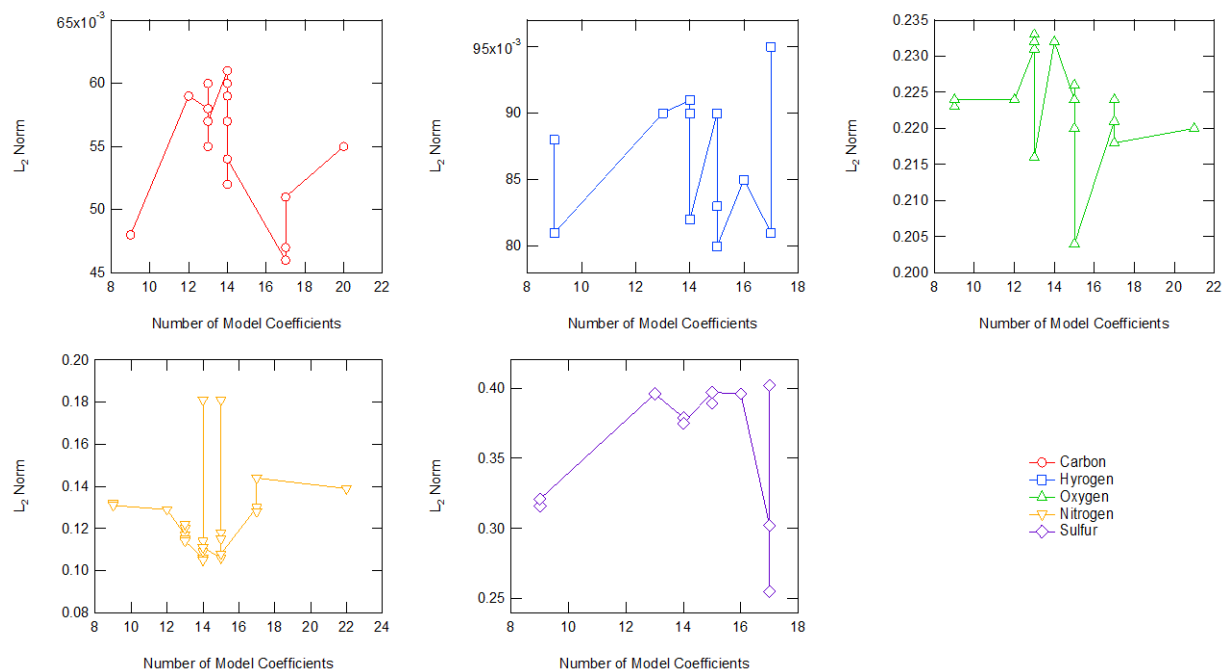 65x10-3
60
55
50
45
L2 Norm
8 10 12 14 16 18 20 22
Number of Model Coefficients
95x10-3
90
85
80
L2 Norm
8 10 12 14 16 18
Number of Model Coefficients
0.235
0.230
0.225
0.220
0.215
0.210
0.205
0.200
L2 Norm
8 10 12 14 16 18 20 22
Number of Model Coefficients
0.20
0.18
0.16
0.14
0.12
0.10
0.08
L2 Norm
8 10 12 14 16 18 20 22 24
Number of Model Coefficients
0.40
0.35
0.30
0.25
L2 Norm
8 10 12 14 16 18
Number of Model Coefficients
Carbon
Hyrogen
Oxygen
Nitrogen
Sulfur